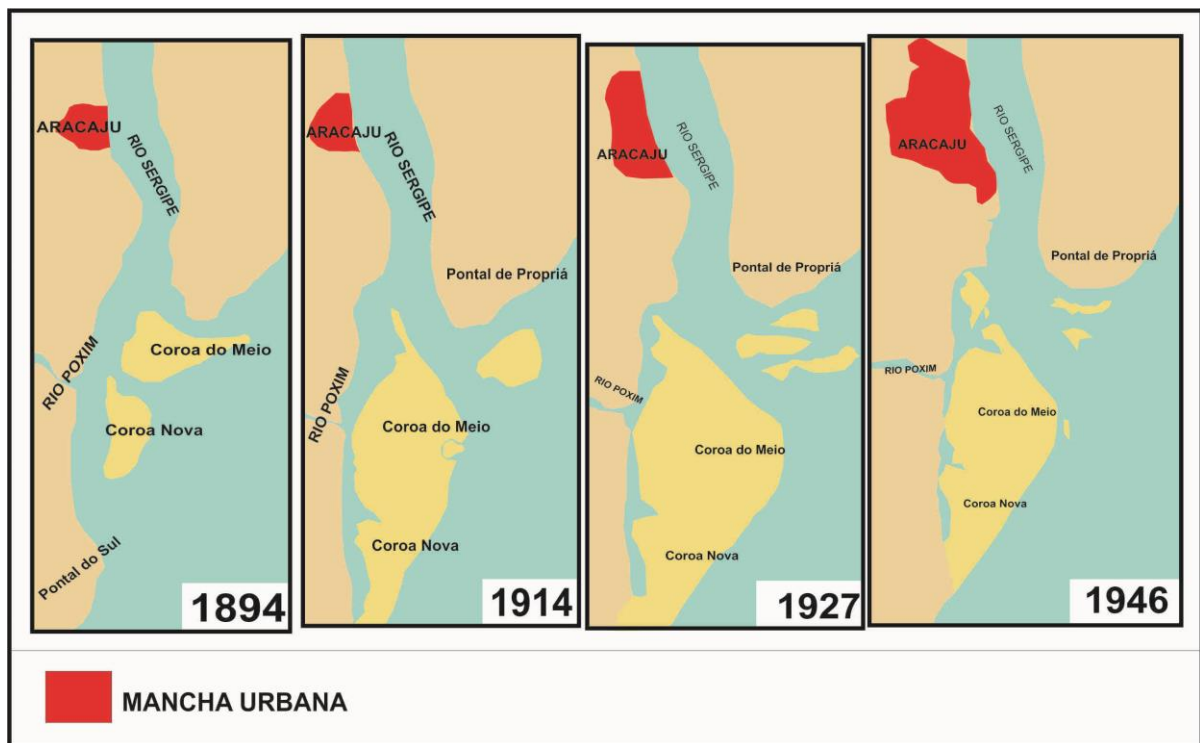 ARACAJU
RIO SERGIPE
Coroa do Meio
RIO POXIM
Coroa Nova
Pontal do Sul
1894
ARACAJU
RIO SERGIPE
Pontal de Propriá
RIO POXIM
Coroa do Meio
Coroa Nova
1914
RIO SERGIPE
ARACAJU
Pontal de Propriá
RIO POXIM
Coroa do Meio
Coroa Nova
1927
RIO SERGIPE
ARACAJU
Pontal de Propriá
RIO POXIM
Coroa do Meio
Coroa Nova
1946
MANCHA URBANA